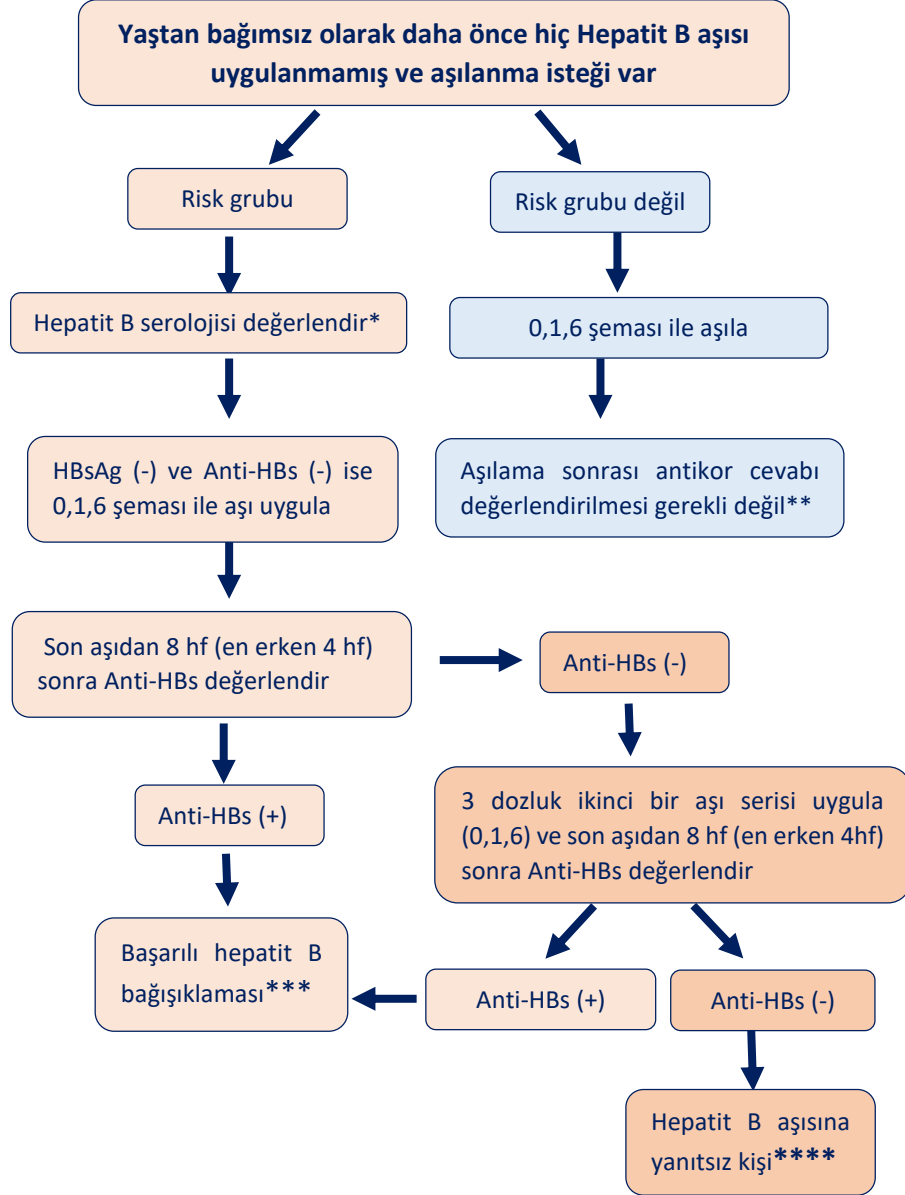 Yaştan bağımsız olarak daha önce hiç Hepatit B aşısı
uygulanmamış ve aşılanma isteği var
Risk grubu
Risk grubu değil
Hepatit B serolojisi değerlendir*
0,1,6 şeması ile aşıla
HBsAg (-) ve Anti-HBs (-) ise
0,1,6 şeması ile aşı uygula
Aşılama sonrası antikor cevabı
değerlendirilmesi gerekli değil**
Son aşıdan 8 hf (en erken 4 hf)
sonra Anti-HBs değerlendir
Anti-HBs (-)
Anti-HBs (+)
3 dozluk ikinci bir aşı serisi uygula
(0,1,6) ve son aşıdan 8 hf (en erken 4hf)
sonra Anti-HBs değerlendir
Başarılı hepatit B
bağışıklaması***
Anti-HBs (+)
Anti-HBs (-)
Hepatit B aşısına
yanıtsız kişi****